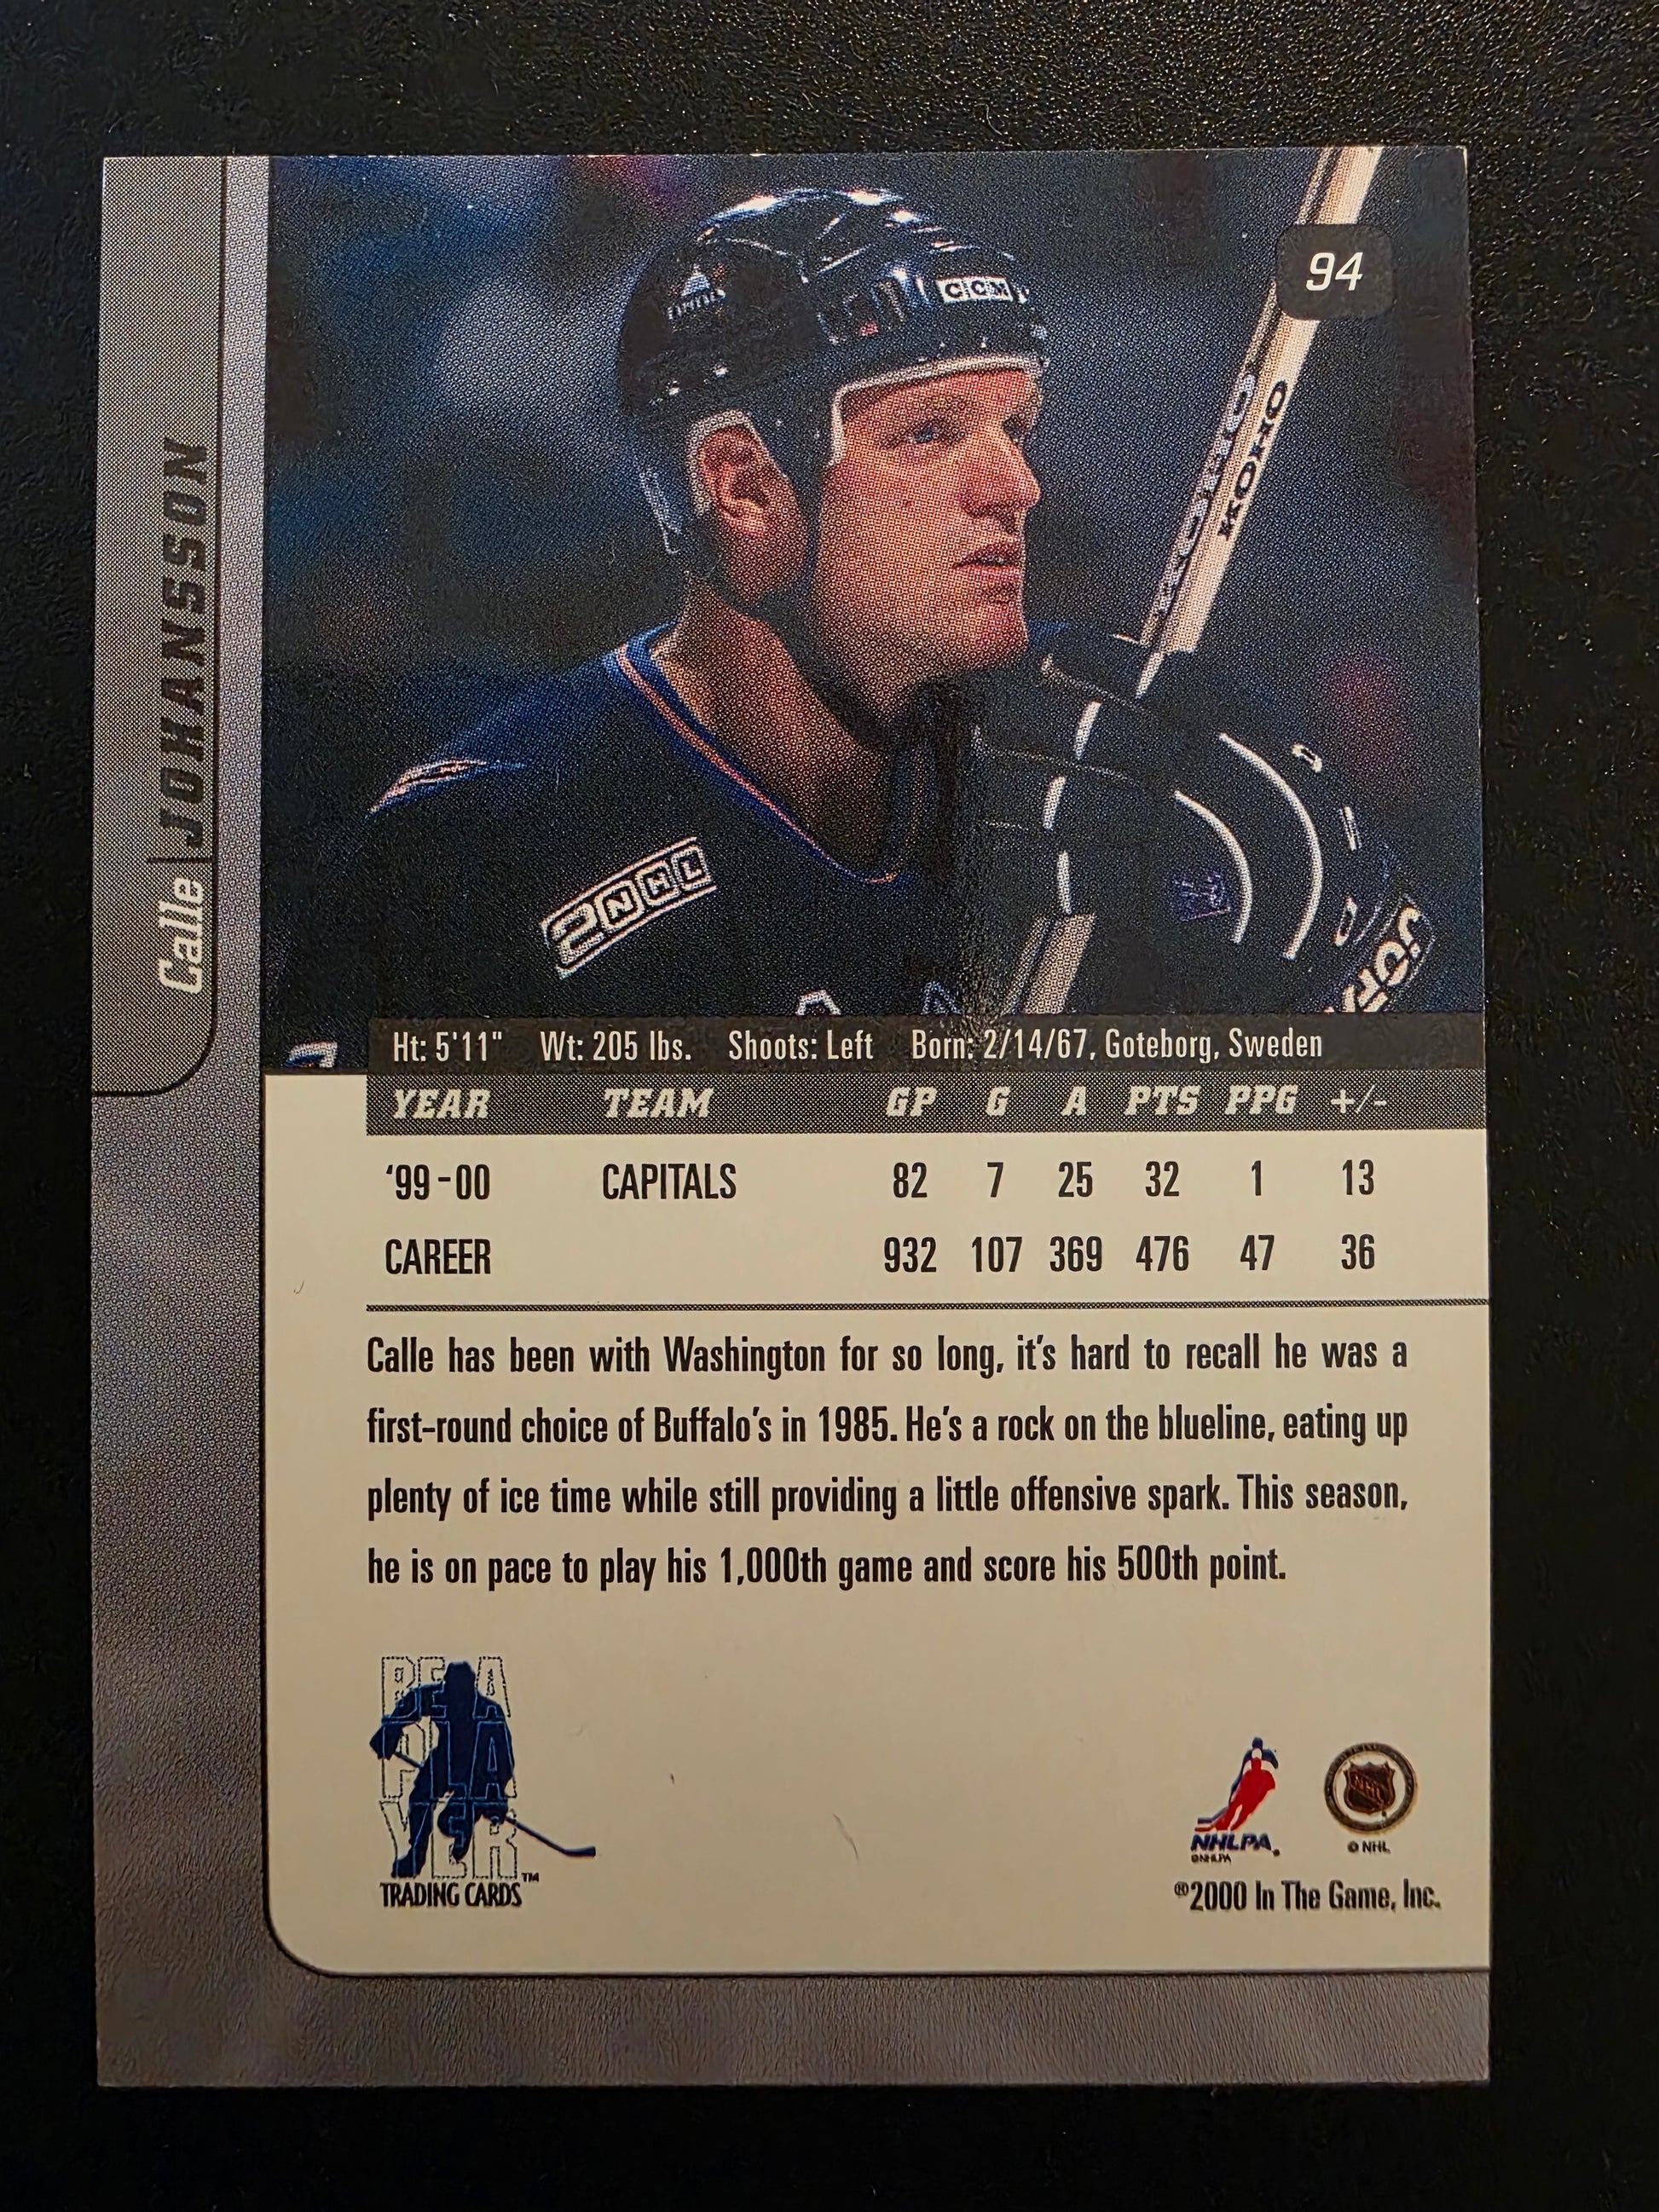 94
CCM
KOHO
2NHL
Calle JOHANSSON
Ht: 5'11" Wt: 205 lbs. Shoots: Left Born: 2/14/67, Goteborg, Sweden
YEAR TEAM GP G A PTS PPG +/-
'99-00 CAPITALS 82 7 25 32 1 13
CAREER 932 107 369 476 47 36
Calle has been with Washington for so long, it's hard to recall he was a
first-round choice of Buffalo's in 1985. He's a rock on the blueline, eating up
plenty of ice time while still providing a little offensive spark. This season,
he is on pace to play his 1,000th game and score his 500th point.
BE A
PLA
YER
TRADING CARDS™
NHLPA.
©NHLPA
NHL
© NHL
®2000 In The Game, Inc.